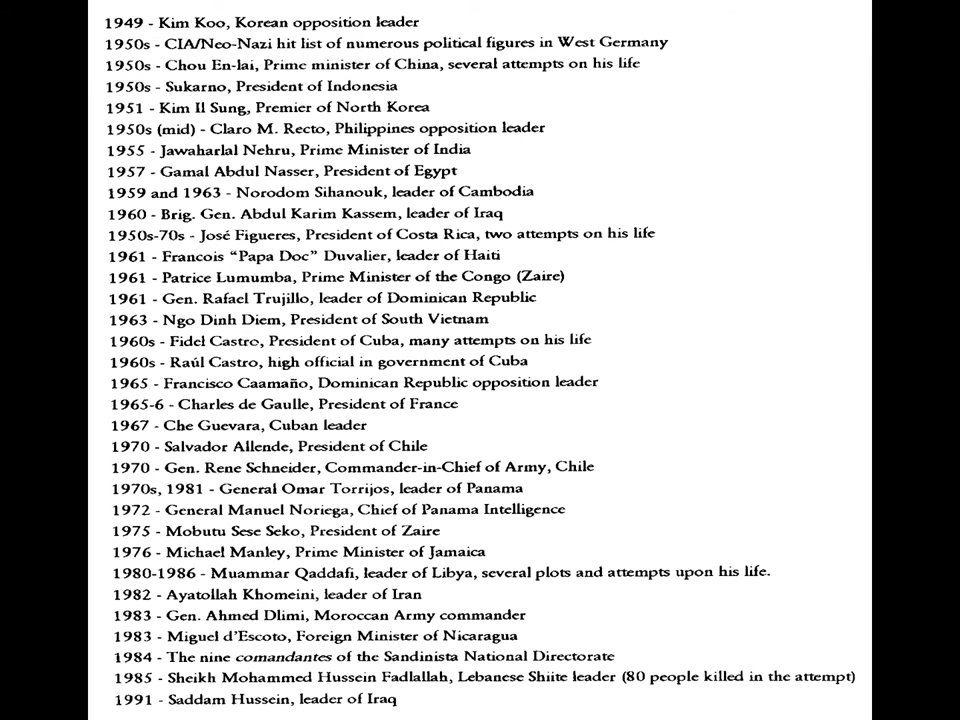 1949 - Kim Koo, Korean opposition leader
1950s - CIA/Neo-Nazi hit list of numerous political figures in West Germany
1950s - Chou En-lai, Prime minister of China, several attempts on his life
1950s - Sukarno, President of Indonesia
1951 - Kim Il Sung, Premier of North Korea
1950s (mid) - Claro M. Recto, Philippines opposition leader
1955 - Jawaharlal Nehru, Prime Minister of India
1957 - Gamal Abdul Nasser, President of Egypt
1959 and 1963 - Norodom Sihanouk, leader of Cambodia
1960 - Brig. Gen. Abdul Karim Kassem, leader of Iraq
1950s-70s - José Figueres, President of Costa Rica, two attempts on his life
1961 - Francois “Papa Doc” Duvalier, leader of Haiti
1961 - Patrice Lumumba, Prime Minister of the Congo (Zaire)
1961 - Gen. Rafael Trujillo, leader of Dominican Republic
1963 - Ngo Dinh Diem, President of South Vietnam
1960s - Fidel Castro, President of Cuba, many attempts on his life
1960s - Raúl Castro, high official in government of Cuba
1965 - Francisco Caamaño, Dominican Republic opposition leader
1965-6 - Charles de Gaulle, President of France
1967 - Che Guevara, Cuban leader
1970 - Salvador Allende, President of Chile
1970 - Gen. Rene Schneider, Commander-in-Chief of Army, Chile
1970s, 1981 - General Omar Torrijos, leader of Panama
1972 - General Manuel Noriega, Chief of Panama Intelligence
1975 - Mobutu Sese Seko, President of Zaire
1976 - Michael Manley, Prime Minister of Jamaica
1980-1986 - Muammar Qaddafi, leader of Libya, several plots and attempts upon his life.
1982 - Ayatollah Khomeini, leader of Iran
1983 - Gen. Ahmed Dlimi, Moroccan Army commander
1983 - Miguel d’Escoto, Foreign Minister of Nicaragua
1984 - The nine comandantes of the Sandinista National Directorate
1985 - Sheikh Mohammed Hussein Fadlallah, Lebanese Shiite leader (80 people killed in the attempt)
1991 - Saddam Hussein, leader of Iraq